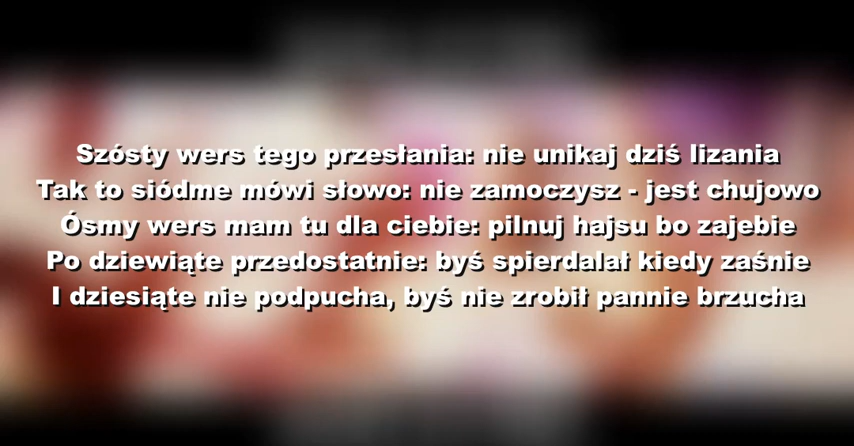 Szósty wers tego przesłania: nie unikaj dziś lizania
Tak to siódme mówi słowo: nie zamoczysz - jest chujowo
Ósmy wers mam tu dla ciebie: pilnuj hajsu bo zajebie
Po dziewiąte przedostatnie: byś spierdalał kiedy zaśnie
I dziesiąte nie podpucha, byś nie zrobił pannie brzucha